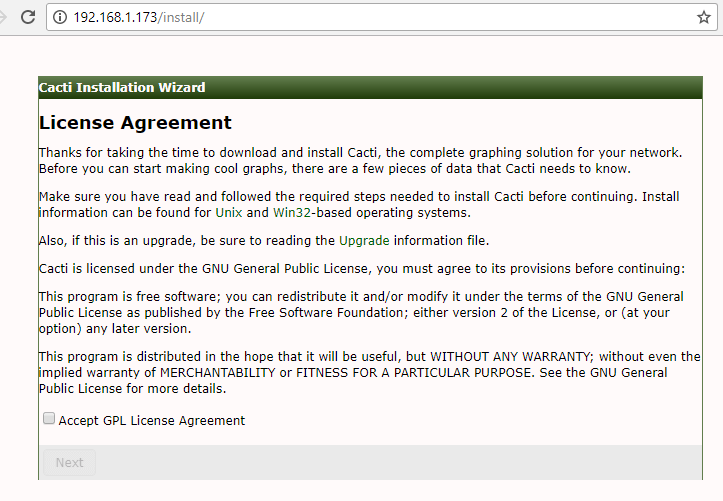 192.168.1.173/install/
Cacti Installation Wizard
License Agreement
Thanks for taking the time to download and install Cacti, the complete graphing solution for your network.
Before you can start making cool graphs, there are a few pieces of data that Cacti needs to know.
Make sure you have read and followed the required steps needed to install Cacti before continuing. Install
information can be found for Unix and Win32-based operating systems.
Also, if this is an upgrade, be sure to reading the Upgrade information file.
Cacti is licensed under the GNU General Public License, you must agree to its provisions before continuing:
This program is free software; you can redistribute it and/or modify it under the terms of the GNU General
Public License as published by the Free Software Foundation; either version 2 of the License, or (at your
option) any later version.
This program is distributed in the hope that it will be useful, but WITHOUT ANY WARRANTY; without even the
implied warranty of MERCHANTABILITY or FITNESS FOR A PARTICULAR PURPOSE. See the GNU General
Public License for more details.
Accept GPL License Agreement
Next